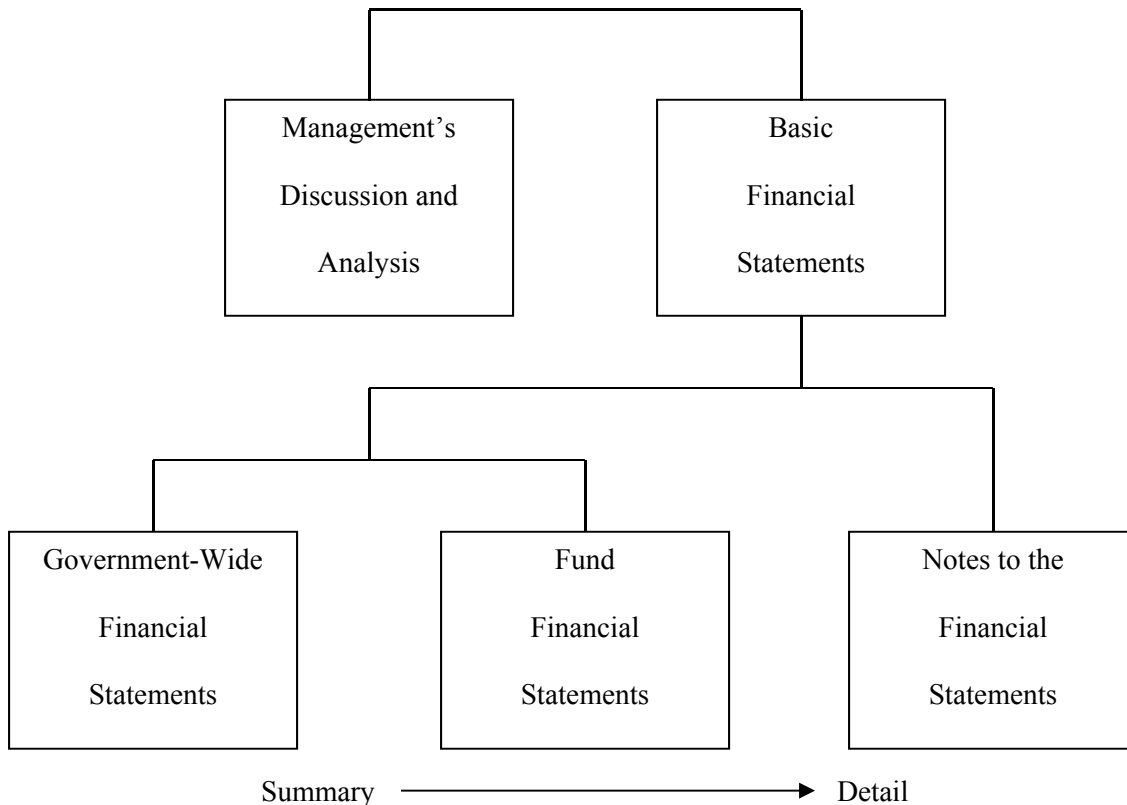 Management’s
Discussion and
Analysis
Basic
Financial
Statements
Government-Wide
Financial
Statements
Fund
Financial
Statements
Notes to the
Financial
Statements
Summary
Detail